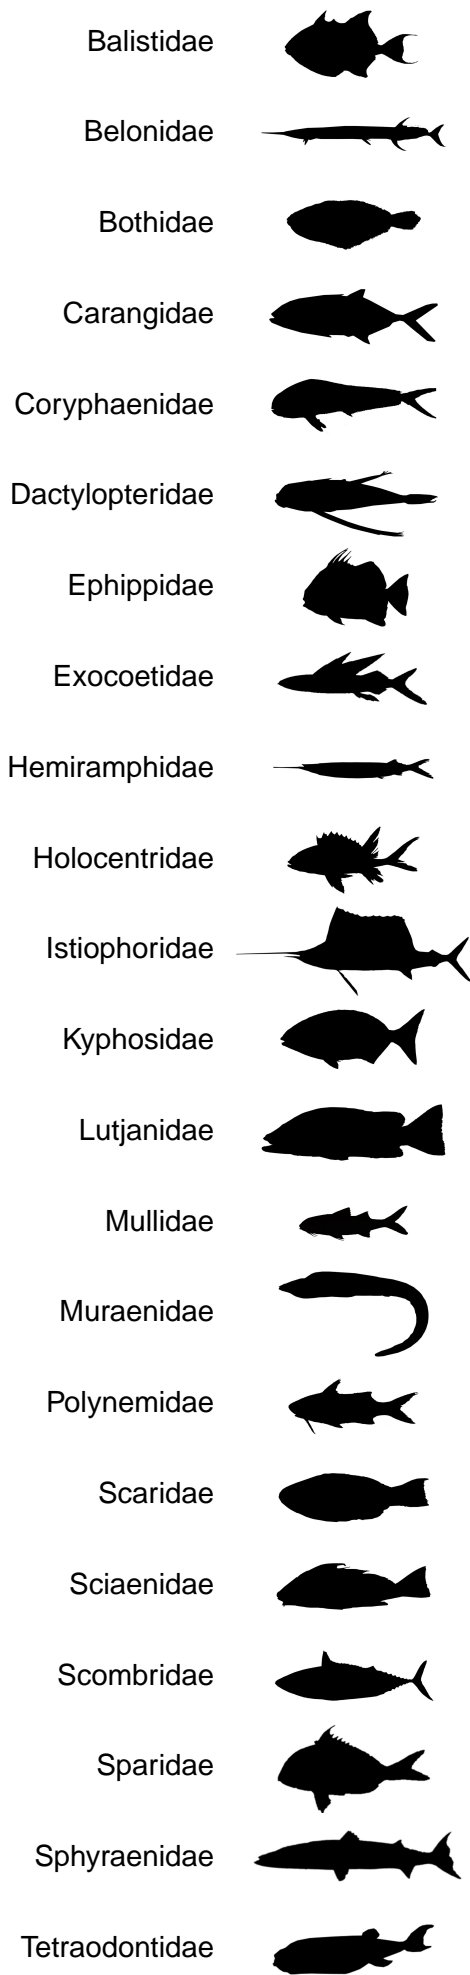 Balistidae
Belonidae
Bothidae
Carangidae
Coryphaenidae
Dactylopteridae
Ephippidae
Exocoetidae
Hemiramphidae
Holocentridae
Istiophoridae
Kyphosidae
Lutjanidae
Mullidae
Muraenidae
Polynemidae
Scaridae
Sciaenidae
Scombridae
Sparidae
Sphyraenidae
Tetraodontidae